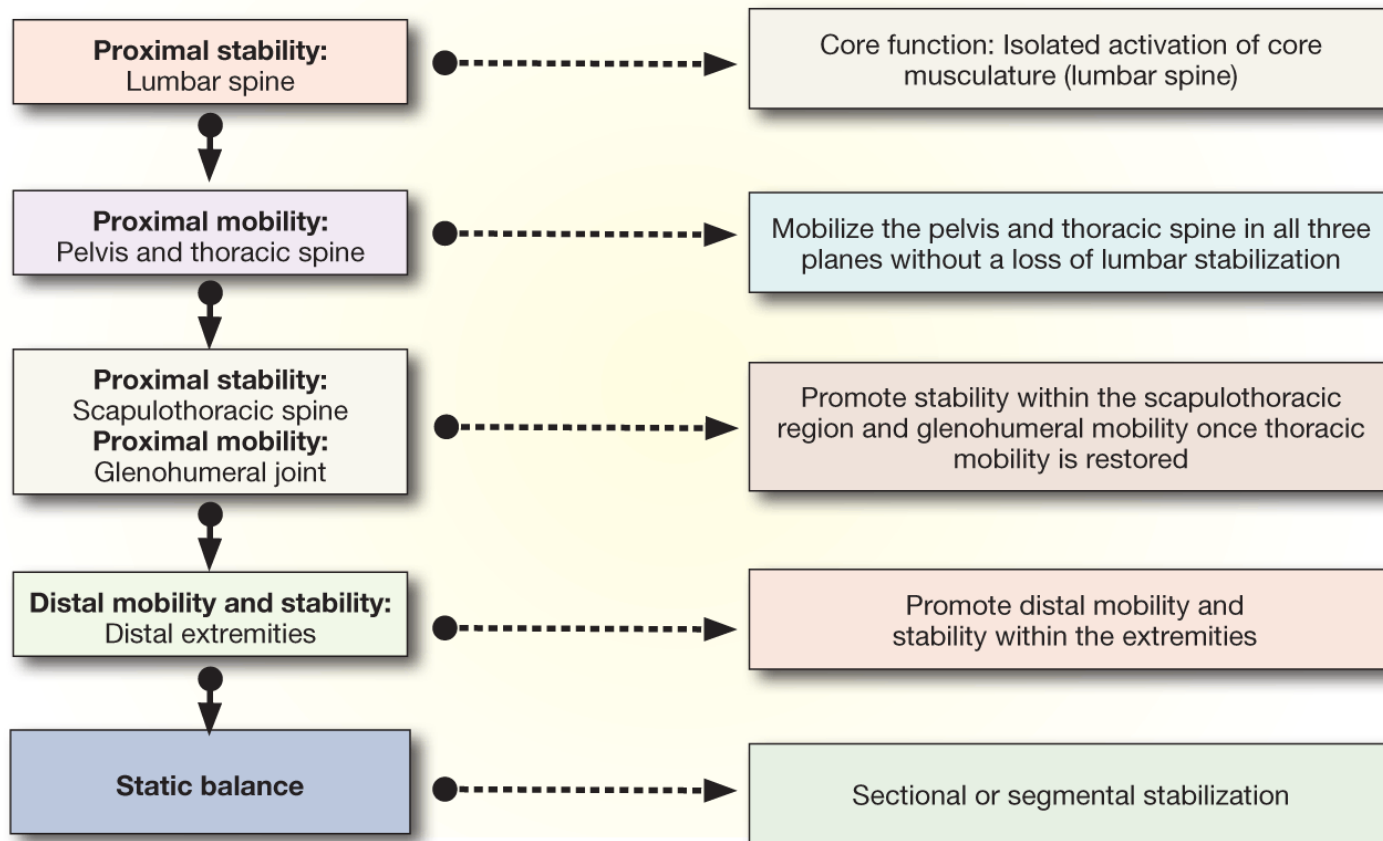 Proximal stability:
Lumbar spine
Core function: Isolated activation of core
musculature (lumbar spine)
Proximal mobility:
Pelvis and thoracic spine
Mobilize the pelvis and thoracic spine in all three
planes without a loss of lumbar stabilization
Proximal stability:
Scapulothoracic spine
Proximal mobility:
Glenohumeral joint
Promote stability within the scapulothoracic
region and glenohumeral mobility once thoracic
mobility is restored
Distal mobility and stability:
Distal extremities
Promote distal mobility and
stability within the extremities
Static balance
Sectional or segmental stabilization